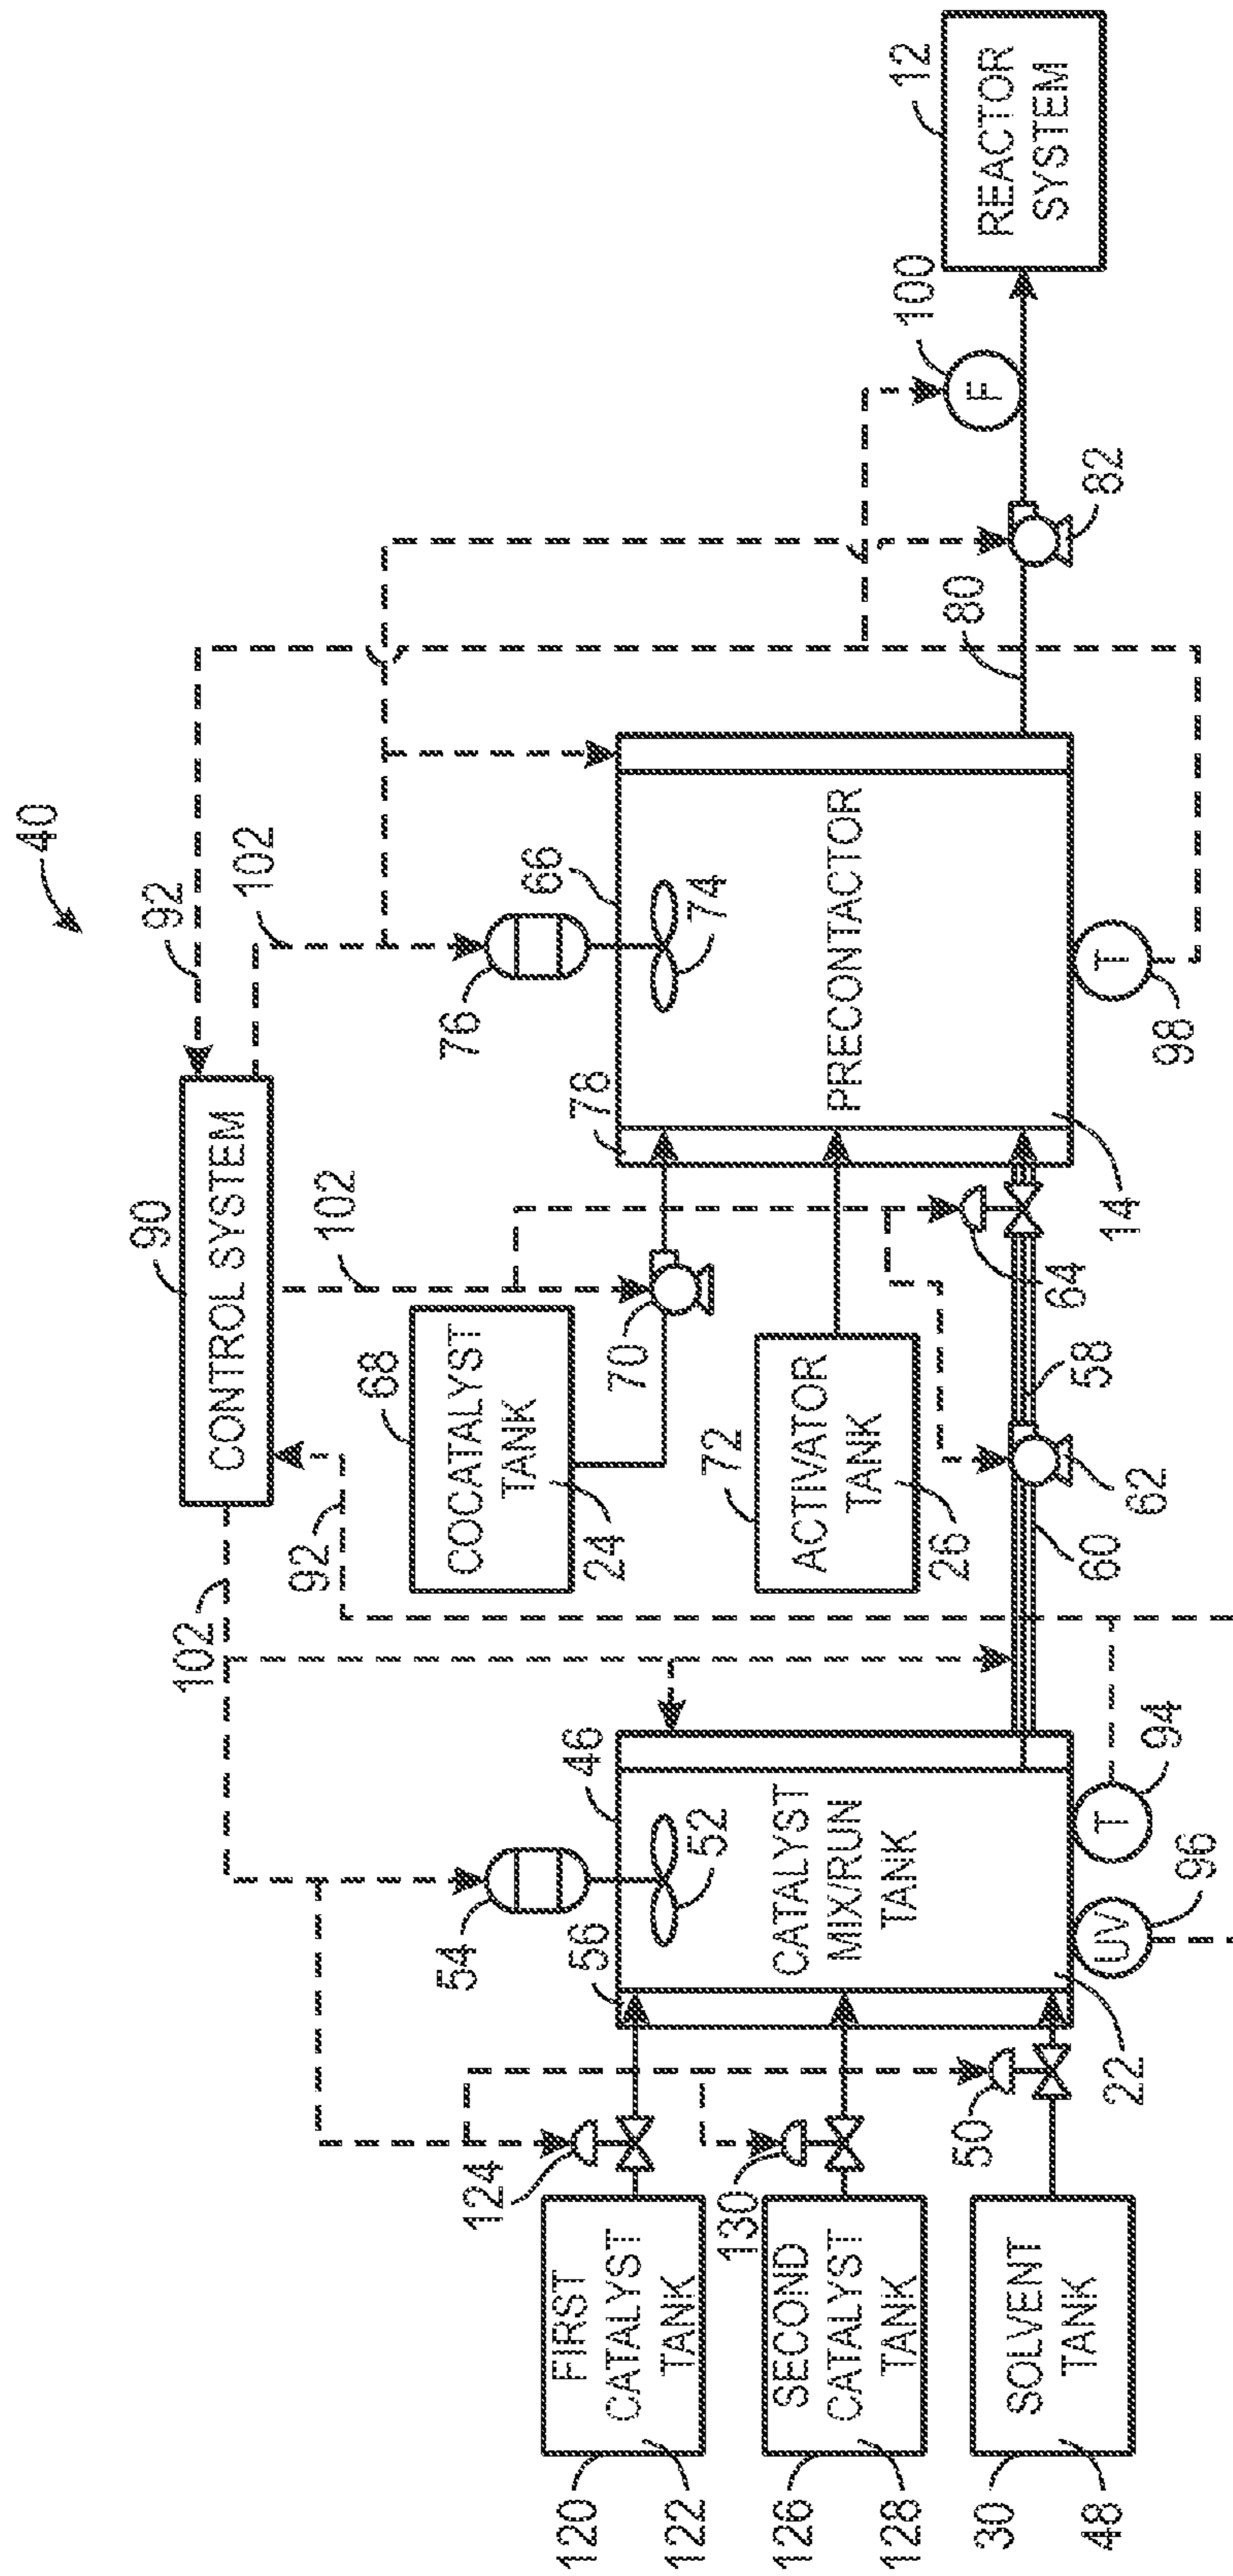 40
92
90
CONTROL SYSTEM
102
102
102
92
12
REACTOR
SYSTEM
100
F
82
80
76
66
74
78
PRECONTACTOR
98
T
14
68
COCATALYST
TANK
24
70
72
ACTIVATOR
TANK
26
64
58
62
60
54
46
52
56
CATALYST
MIX/RUN
TANK
94
T
96
UV
22
124
130
50
FIRST
CATALYST
TANK
120
122
SECOND
CATALYST
TANK
126
128
SOLVENT
TANK
30
48